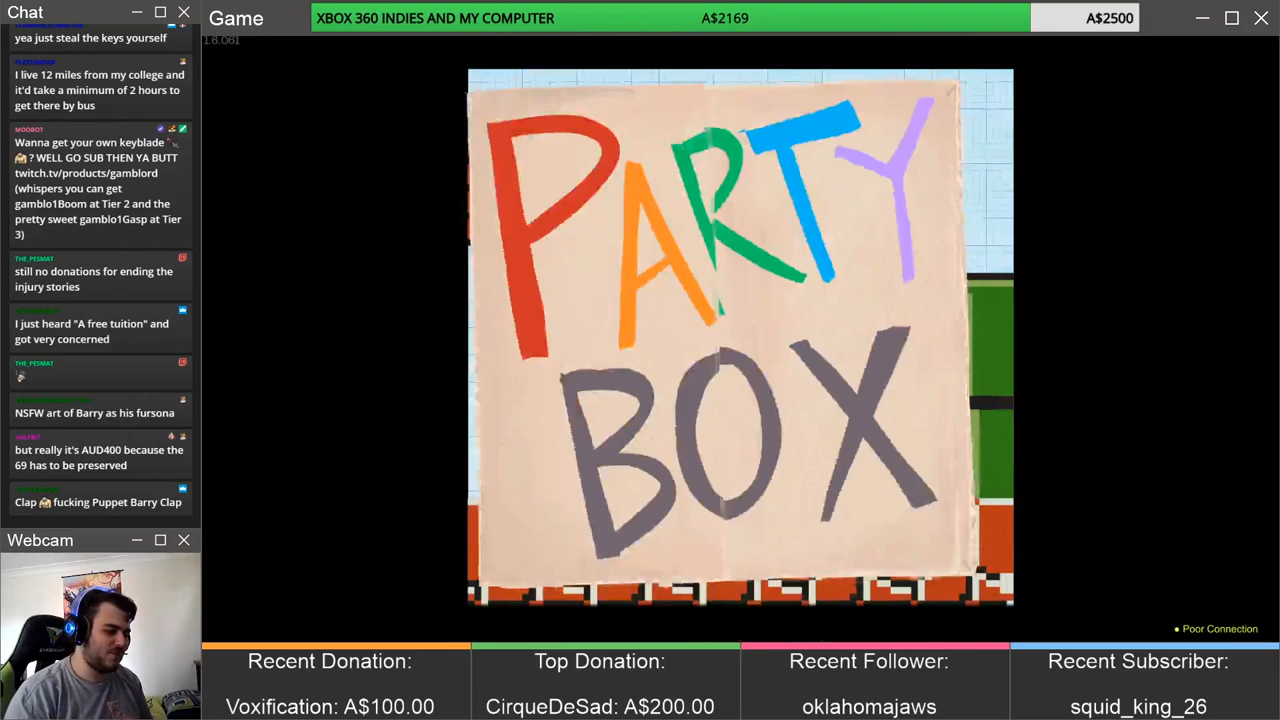 Chat
Game
XBOX 360 INDIES AND MY COMPUTER
A$2169
A$2500
1.6.061
yea just steal the keys yourself
I live 12 miles from my college and
it'd take a minimum of 2 hours to
get there by bus
MOOBOT
Wanna get your own keyblade
? WELL GO SUB THEN YA BUTT
twitch.tv/products/gamblord
(whispers you can get
gamblo1Boom at Tier 2 and the
pretty sweet gamblo1Gasp at Tier
3)
THE_PESMAT
still no donations for ending the
injury stories
I just heard "A free tuition" and
got very concerned
THE_PESMAT
NSFW art of Barry as his fursona
HALFBIT
but really it's AUD400 because the
69 has to be preserved
Clap fucking Puppet Barry Clap
PARTY
BOX
Webcam
Poor Connection
Recent Donation:
Voxification: A$100.00
Top Donation:
CirqueDeSad: A$200.00
Recent Follower:
oklahomajaws
Recent Subscriber:
squid_king_26